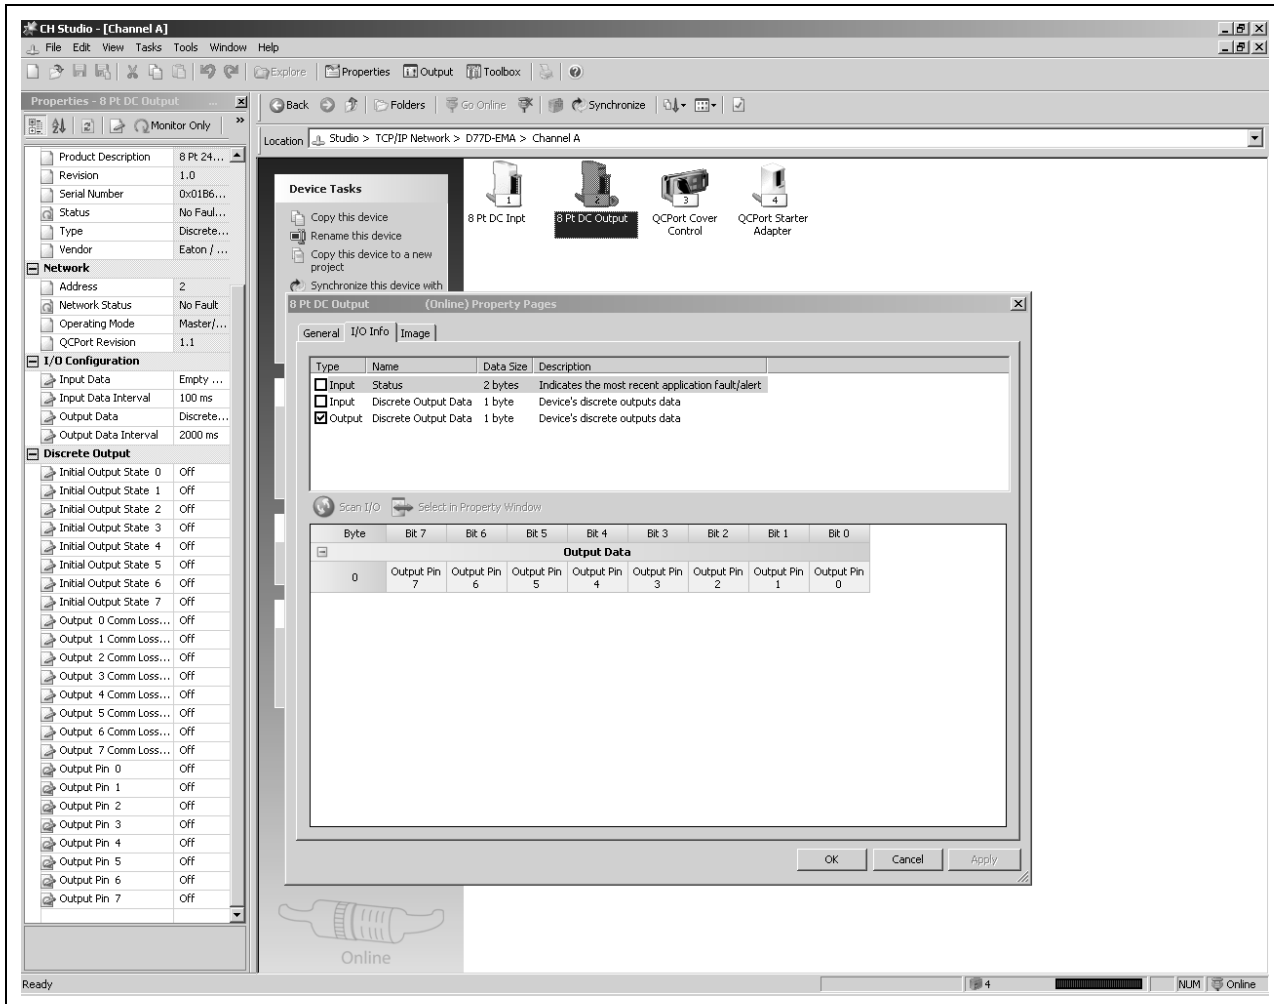 CH Studio - [Channel A]
File Edit View Tasks Tools Window Help
Explore Properties Output Toolbox
Properties - 8 Pt DC Output ...
Back Folders Go Online Synchronize
Monitor Only »
Location Studio > TCP/IP Network > D77D-EMA > Channel A
Product Description 8 Pt 24...
Revision 1.0
Serial Number 0x01B6...
Status No Faul...
Type Discrete...
Vendor Eaton / ...
Network
Address 2
Network Status No Fault
Operating Mode Master/...
QCPort Revision 1.1
I/O Configuration
Input Data Empty ...
Input Data Interval 100 ms
Output Data Discrete...
Output Data Interval 2000 ms
Discrete Output
Initial Output State 0 Off
Initial Output State 1 Off
Initial Output State 2 Off
Initial Output State 3 Off
Initial Output State 4 Off
Initial Output State 5 Off
Initial Output State 6 Off
Initial Output State 7 Off
Output 0 Comm Loss... Off
Output 1 Comm Loss... Off
Output 2 Comm Loss... Off
Output 3 Comm Loss... Off
Output 4 Comm Loss... Off
Output 5 Comm Loss... Off
Output 6 Comm Loss... Off
Output 7 Comm Loss... Off
Output Pin 0 Off
Output Pin 1 Off
Output Pin 2 Off
Output Pin 3 Off
Output Pin 4 Off
Output Pin 5 Off
Output Pin 6 Off
Output Pin 7 Off
Device Tasks
Copy this device
Rename this device
Copy this device to a new
project
Synchronize this device with
1
8 Pt DC Inpt
2
8 Pt DC Output
3
QCPort Cover
Control
4
QCPort Starter
Adapter
8 Pt DC Output (Online) Property Pages
General I/O Info Image
Type Name Data Size Description
Input Status 2 bytes Indicates the most recent application fault/alert
Input Discrete Output Data 1 byte Device's discrete outputs data
Output Discrete Output Data 1 byte Device's discrete outputs data
Scan I/O Select in Property Window
Byte Bit 7 Bit 6 Bit 5 Bit 4 Bit 3 Bit 2 Bit 1 Bit 0
Output Data
0 Output Pin 7 Output Pin 6 Output Pin 5 Output Pin 4 Output Pin 3 Output Pin 2 Output Pin 1 Output Pin 0
OK Cancel Apply
Online
Ready 4 NUM Online